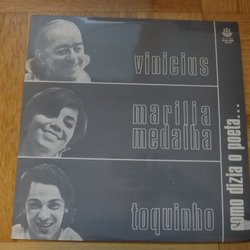 vinicius
marilia
medalha
toquinho
como dizia o poeta...